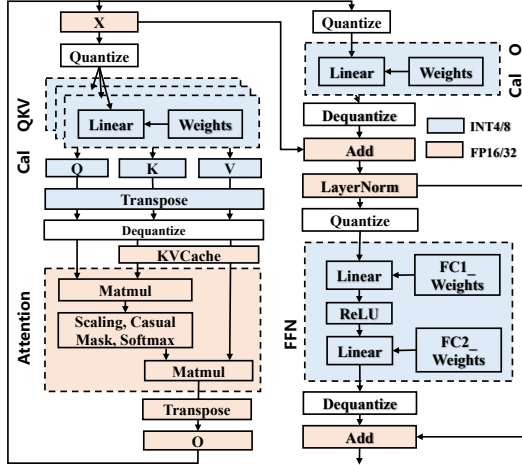 X
Quantize
QKV
Cal
Linear
Weights
Q
K
V
Transpose
Dequantize
KVCache
Attention
Matmul
Scaling, Casual
Mask, Softmax
Matmul
Transpose
O
Quantize
O
Cal
Linear
Weights
Dequantize
INT4/8
Add
FP16/32
LayerNorm
Quantize
FFN
Linear
FC1_
Weights
ReLU
Linear
FC2_
Weights
Dequantize
Add